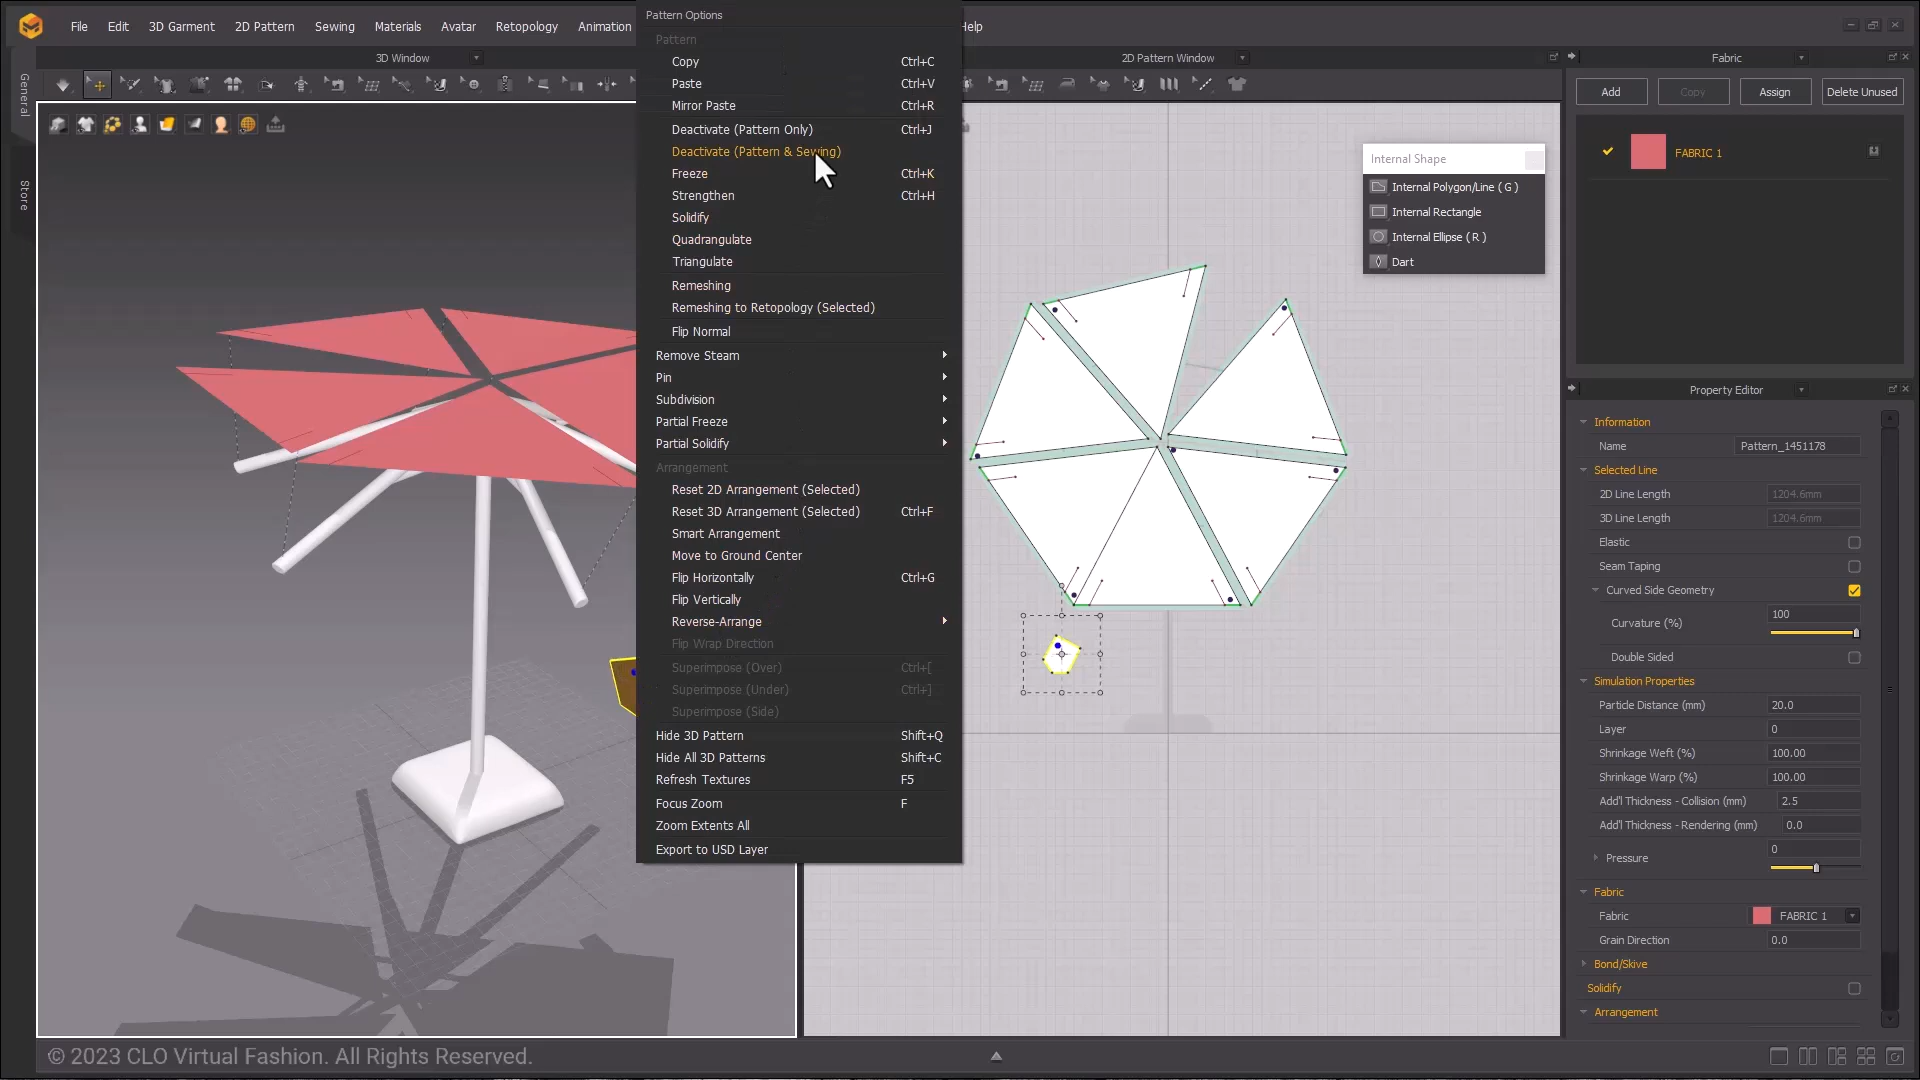 File Edit 3D Garment 2D Pattern Sewing Materials Avatar Retopology Animation
General
Store
3D Window
Pattern Options
Pattern
Copy Ctrl+C
Paste Ctrl+V
Mirror Paste Ctrl+R
Deactivate (Pattern Only) Ctrl+J
Deactivate (Pattern & Sewing)
Freeze Ctrl+K
Strengthen Ctrl+H
Solidify
Quadrangulate
Triangulate
Remeshing
Remeshing to Retopology (Selected)
Flip Normal
Remove Steam
Pin
Subdivision
Partial Freeze
Partial Solidify
Arrangement
Reset 2D Arrangement (Selected)
Reset 3D Arrangement (Selected) Ctrl+F
Smart Arrangement
Move to Ground Center
Flip Horizontally Ctrl+G
Flip Vertically
Reverse-Arrange
Flip Wrap Direction
Superimpose (Over) Ctrl+[
Superimpose (Under) Ctrl+]
Superimpose (Side)
Hide 3D Pattern Shift+Q
Hide All 3D Patterns Shift+C
Refresh Textures F5
Focus Zoom F
Zoom Extents All
Export to USD Layer
2D Pattern Window
Internal Shape
Internal Polygon/Line ( G )
Internal Rectangle
Internal Ellipse ( R )
Dart
Fabric
Add Copy Assign Delete Unused
FABRIC 1
Property Editor
Information
Name Pattern_1451178
Selected Line
2D Line Length 1204.6mm
3D Line Length 1204.6mm
Elastic
Seam Taping
Curved Side Geometry
Curvature (%) 100
Double Sided
Simulation Properties
Particle Distance (mm) 20.0
Layer 0
Shrinkage Weft (%) 100.00
Shrinkage Warp (%) 100.00
Add'l Thickness - Collision (mm) 2.5
Add'l Thickness - Rendering (mm) 0.0
Pressure 0
Fabric
Fabric FABRIC 1
Grain Direction 0.0
Bond/Skive
Solidify
Arrangement
© 2023 CLO Virtual Fashion. All Rights Reserved.